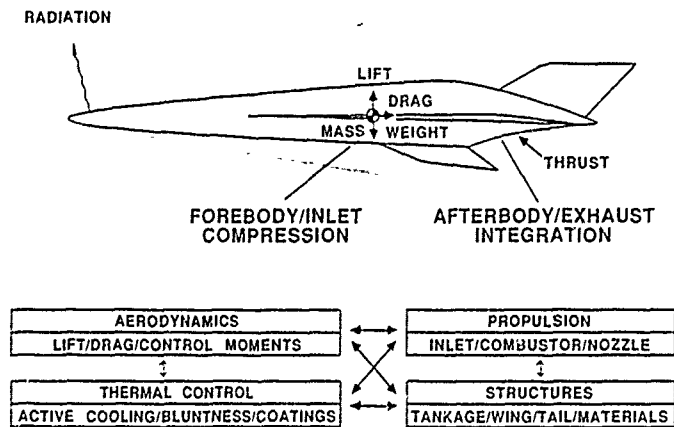 RADIATION
LIFT
DRAG
MASS WEIGHT
THRUST
FOREBODY/INLET
COMPRESSION
AFTERBODY/EXHAUST
INTEGRATION
AERODYNAMICS
LIFT/DRAG/CONTROL MOMENTS
PROPULSION
INLET/COMBUSTOR/NOZZLE
THERMAL CONTROL
ACTIVE COOLING/BLUNTNESS/COATINGS
STRUCTURES
TANKAGE/WING/TAIL/MATERIALS